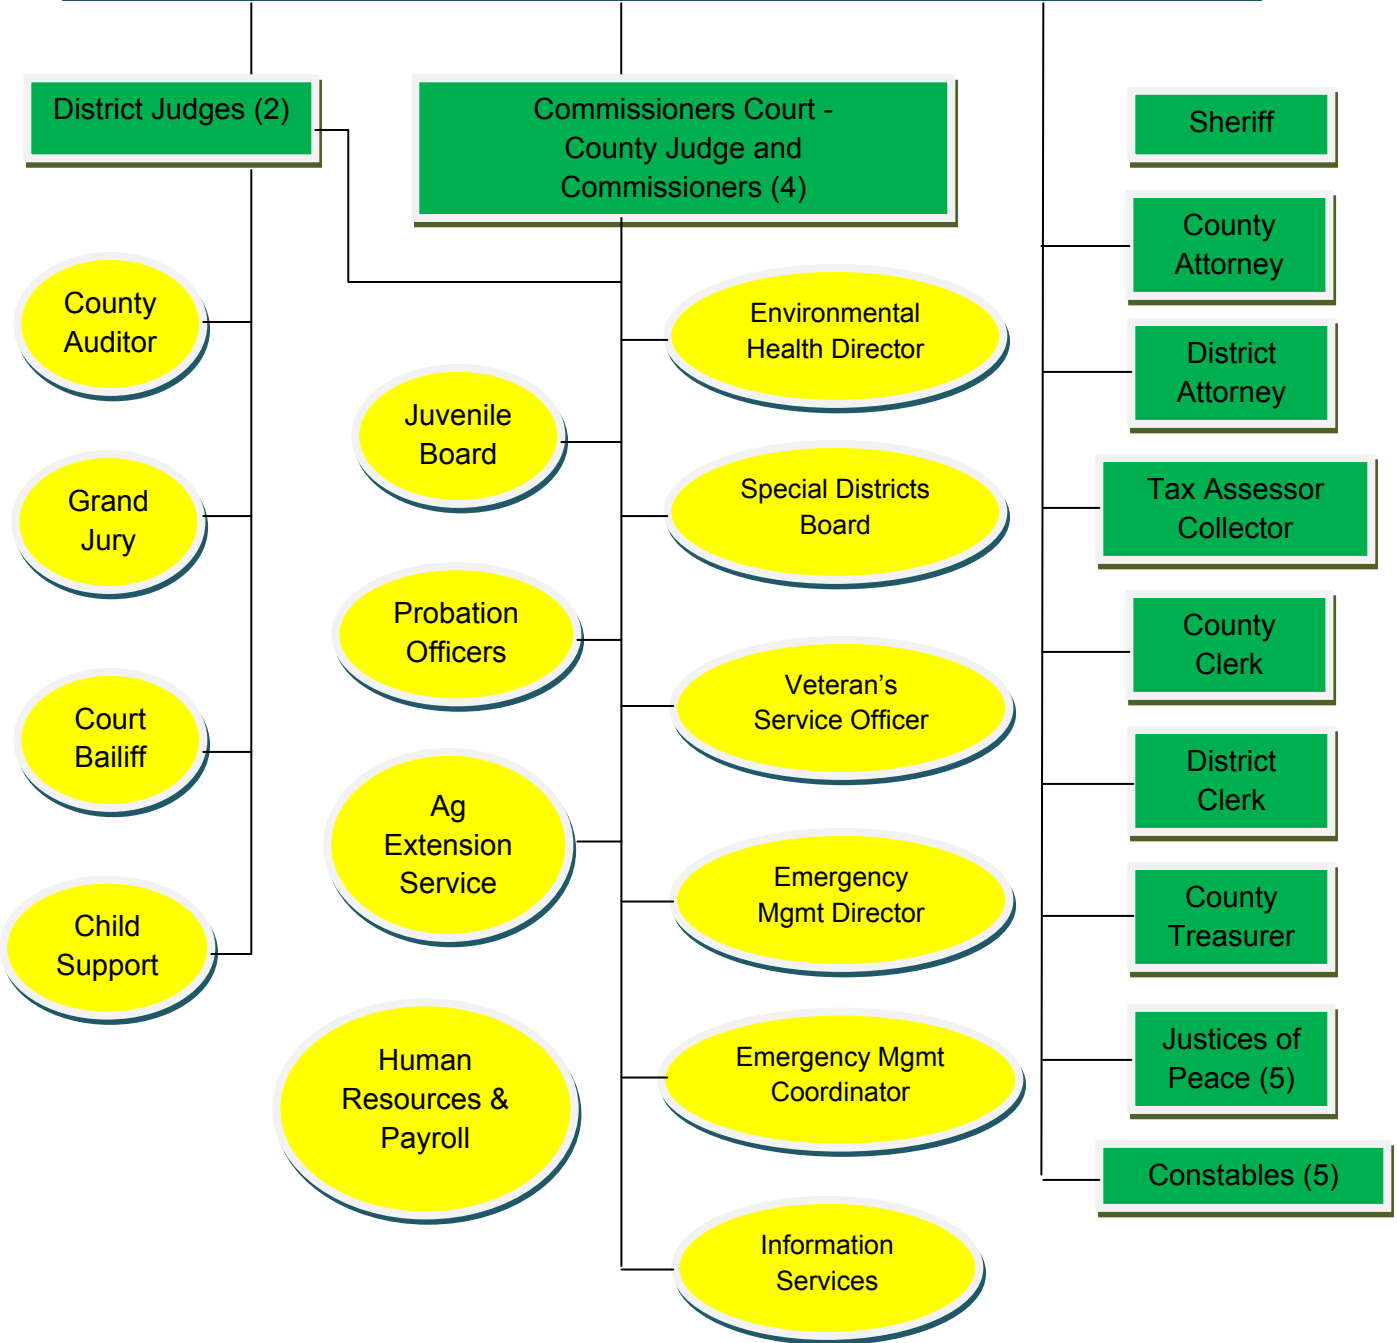 District Judges (2)
Commissioners Court -
County Judge and
Commissioners (4)
Sheriff
County
Attorney
District
Attorney
Tax Assessor
Collector
County
Clerk
District
Clerk
County
Treasurer
Justices of
Peace (5)
Constables (5)
County
Auditor
Grand
Jury
Court
Bailiff
Child
Support
Juvenile
Board
Probation
Officers
Ag
Extension
Service
Human
Resources &
Payroll
Environmental
Health Director
Special Districts
Board
Veteran’s
Service Officer
Emergency
Mgmt Director
Emergency Mgmt
Coordinator
Information
Services